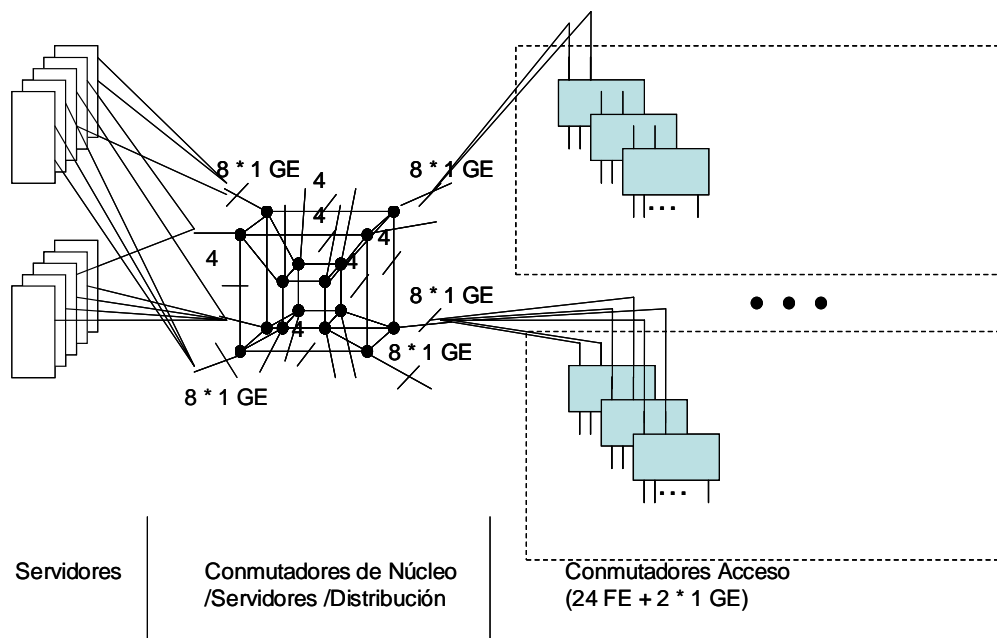 8 * 1 GE
4
8 * 1 GE
4
4
4
4
8 * 1 GE
4
8 * 1 GE
8 * 1 GE
...
...
Servidores
Conmutadores de Núcleo
/Servidores /Distribución
Conmutadores Acceso
(24 FE + 2 * 1 GE)